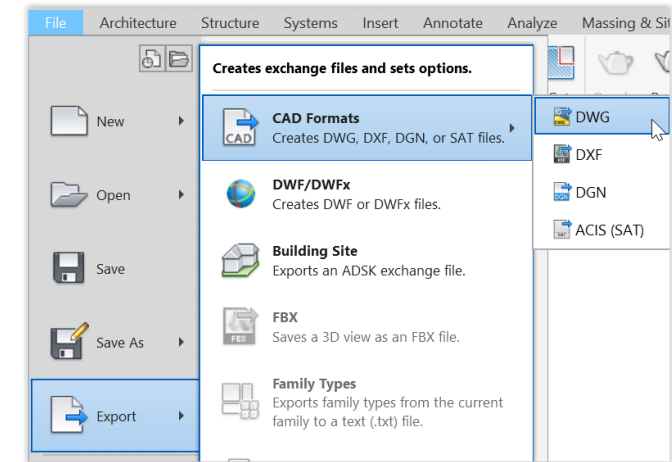 File Architecture Structure Systems Insert Annotate Analyze Massing & Sit
Creates exchange files and sets options.
New
Open
Save
Save As
Export
CAD
CAD Formats
Creates DWG, DXF, DGN, or SAT files.
DWF/DWFx
Creates DWF or DWFx files.
Building Site
Exports an ADSK exchange file.
FBX
FBX
Saves a 3D view as an FBX file.
Family Types
Exports family types from the current
family to a text (.txt) file.
DWG
DWG
DXF
DGN
DGN
SAT
ACIS (SAT)